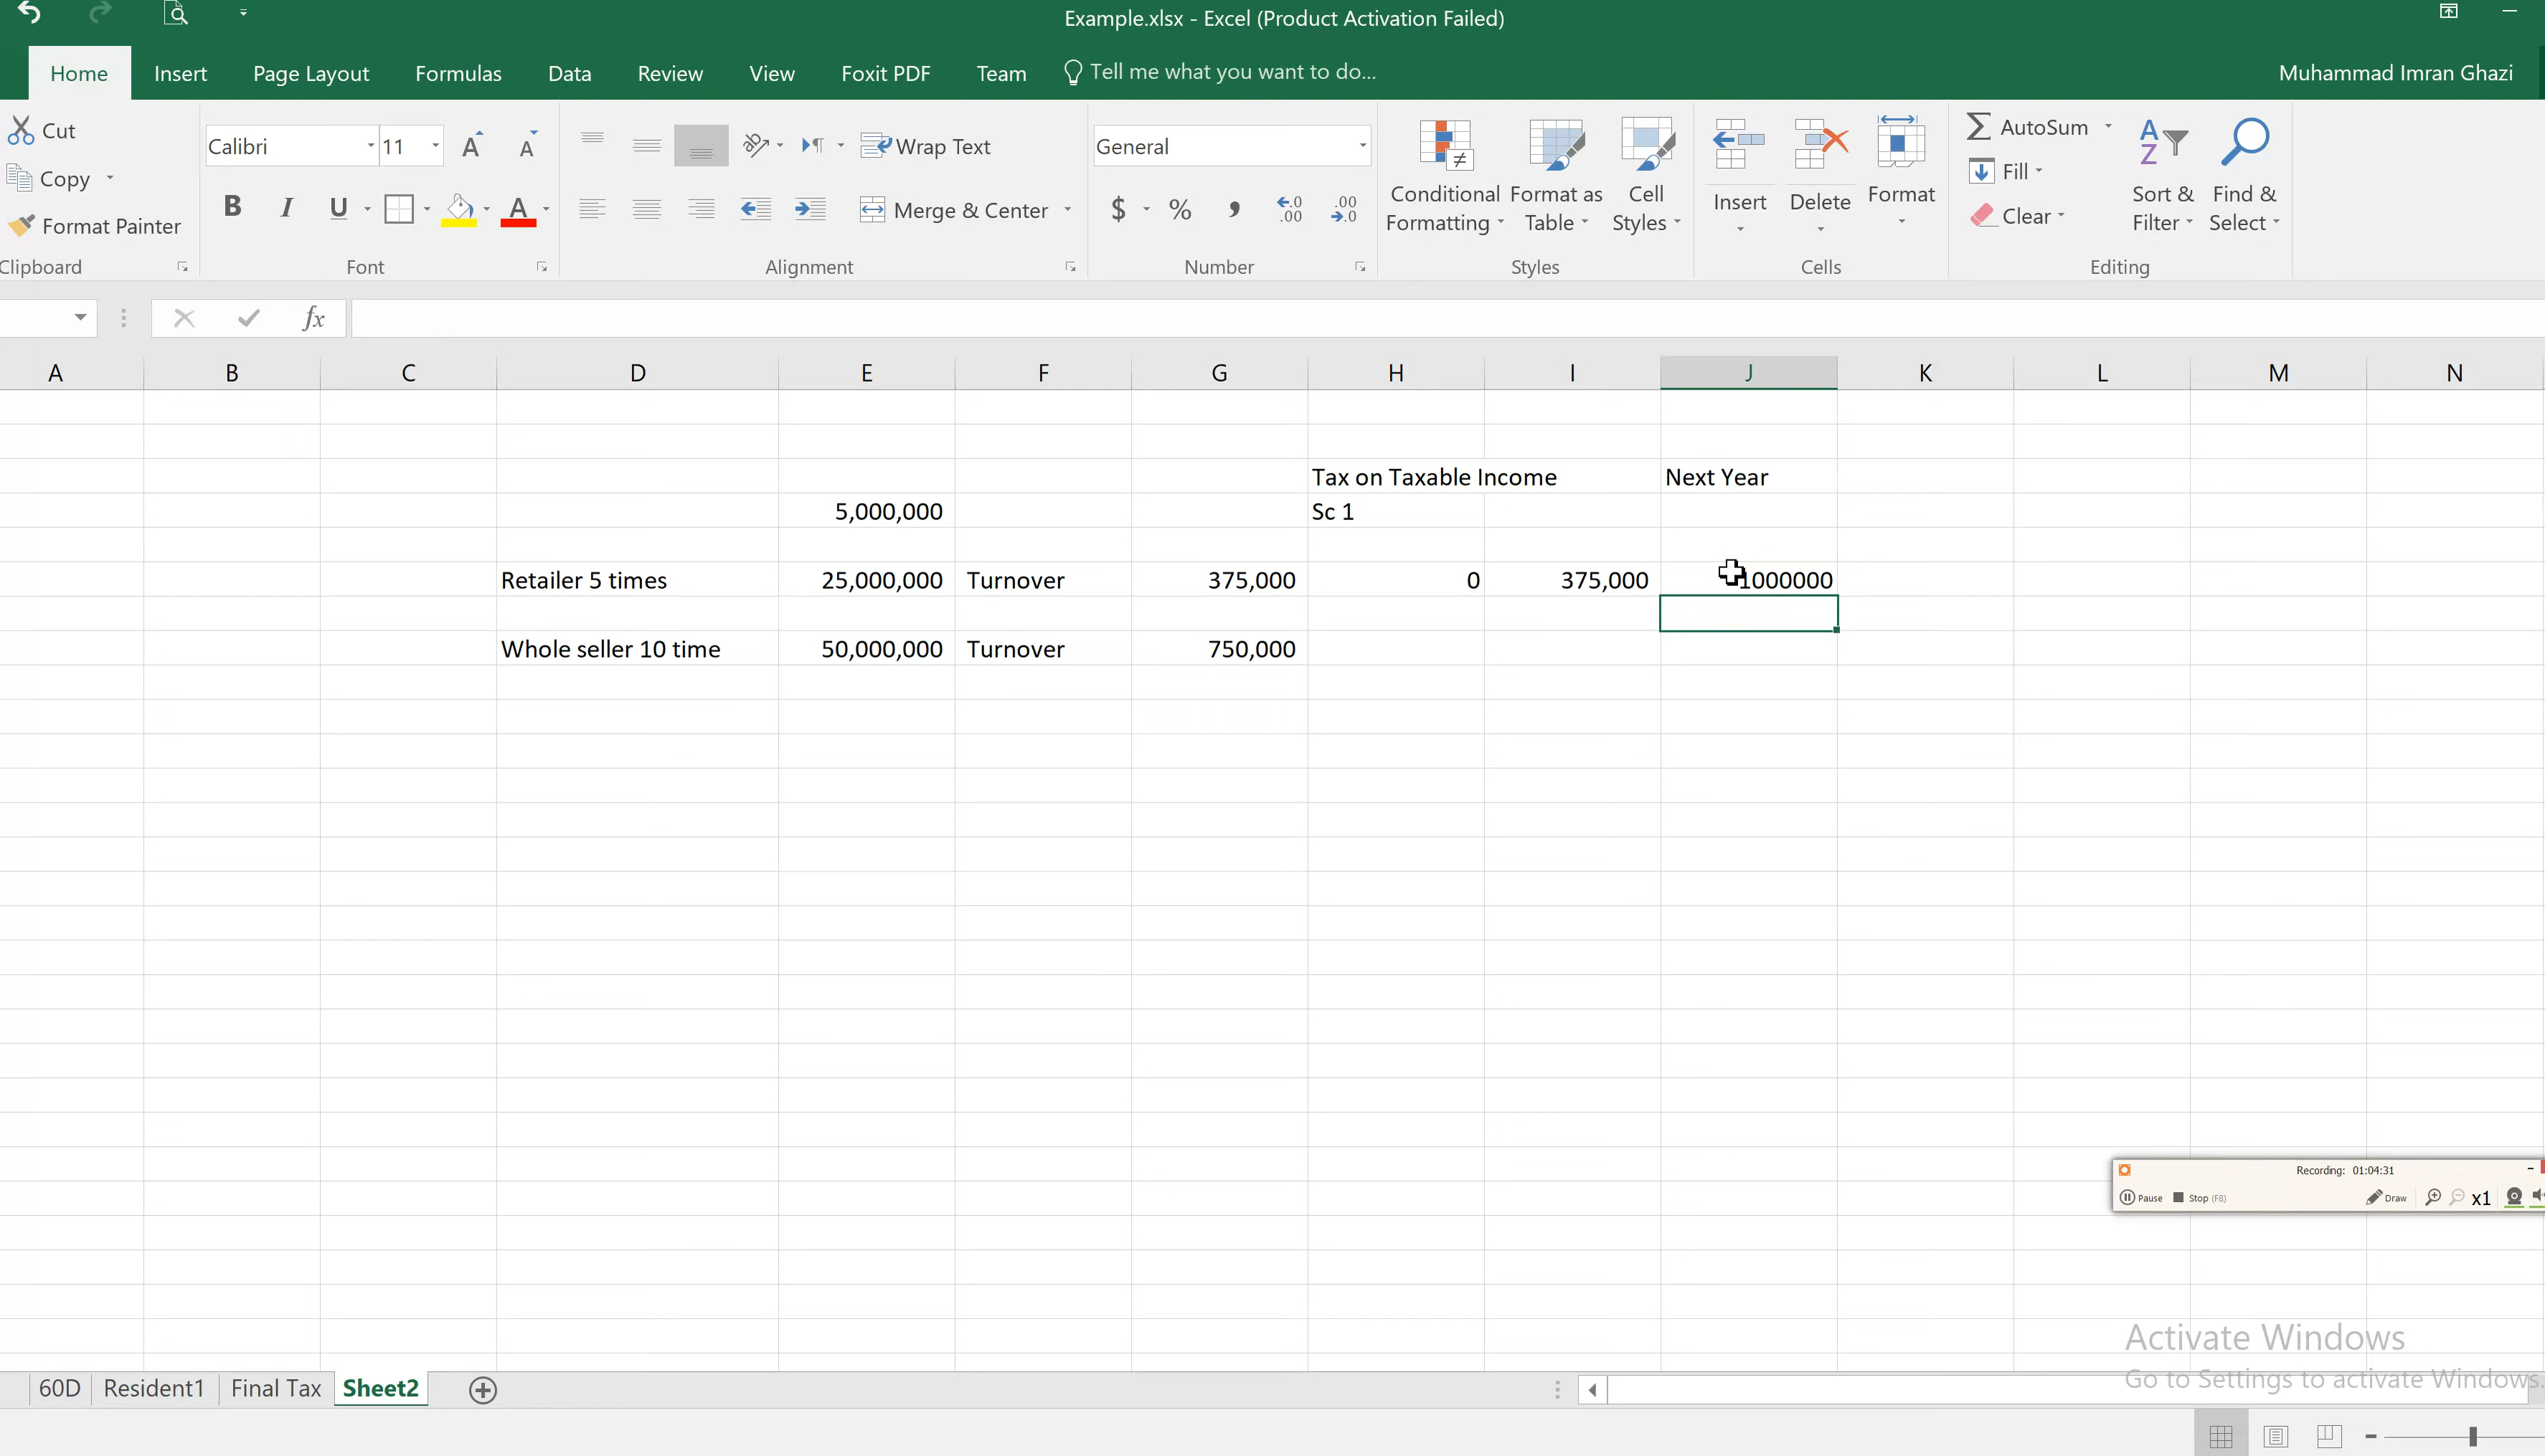 Example.xlsx - Excel (Product Activation Failed)
Home Insert Page Layout Formulas Data Review View Foxit PDF Team Tell me what you want to do... Muhammad Imran Ghazi
Cut
Copy
Format Painter
Clipboard
Calibri 11
B I U
Font
Wrap Text
Merge & Center
Alignment
General
$ % , .0 .00 .00 .0
Number
Conditional Formatting
Format as Table
Cell Styles
Styles
Insert Delete Format
Cells
AutoSum
Fill
Clear
Sort & Filter
Find & Select
Editing
fx
A B C D E F G H I J K L M N
Tax on Taxable Income Next Year
5,000,000 Sc 1
Retailer 5 times 25,000,000 Turnover 375,000 0 375,000 1000000
Whole seller 10 time 50,000,000 Turnover 750,000
Recording: 01:04:31
Pause Stop (F8) Draw x1
Activate Windows
Go to Settings to activate Windows.
60D Resident1 Final Tax Sheet2